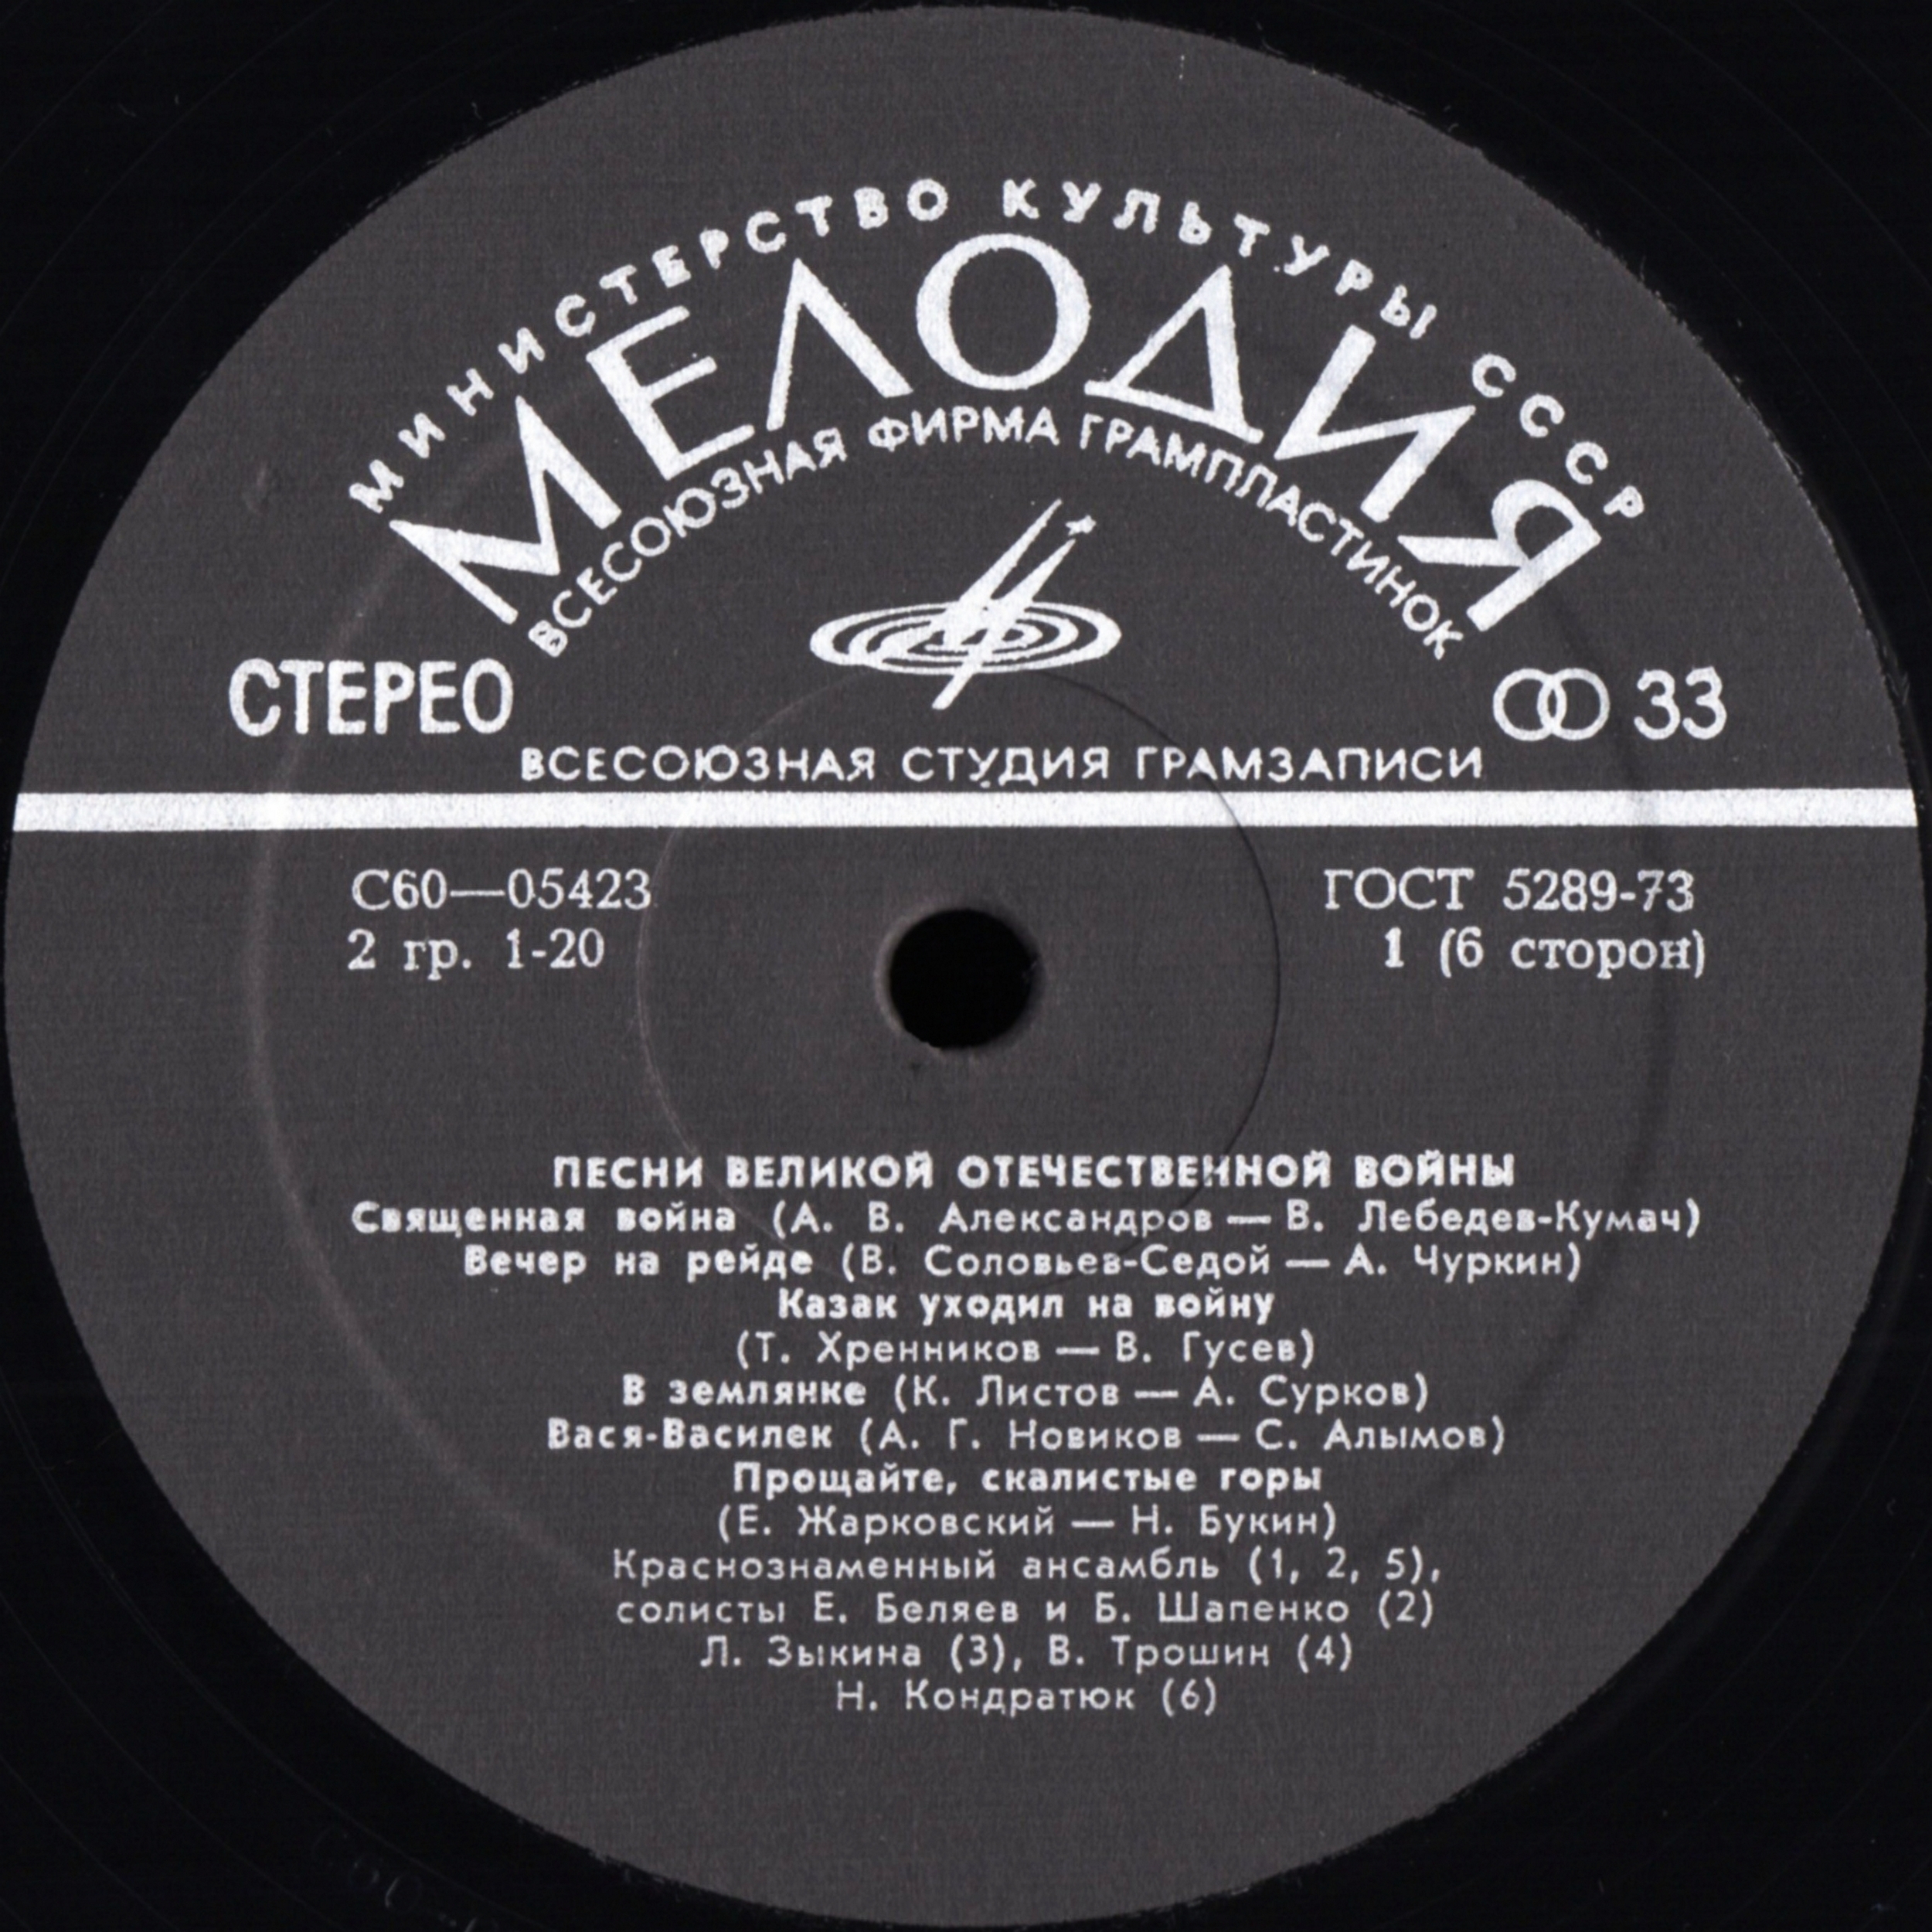 МИНИСТЕРСТВО КУЛЬТУРЫ СССР
МЕЛОДИЯ
ВСЕСОЮЗНАЯ ФИРМА ГРАМПЛАСТИНОК
СТЕРЕО
33
ВСЕСОЮЗНАЯ СТУДИЯ ГРАМЗАПИСИ
С60—05423
ГОСТ 5289-73
2 гр. 1-20
1 (6 сторон)
ПЕСНИ ВЕЛИКОЙ ОТЕЧЕСТВЕННОЙ ВОЙНЫ
Священная война (А. В. Александров — В. Лебедев-Кумач)
Вечер на рейде (В. Соловьев-Седой — А. Чуркин)
Казак уходил на войну
(Т. Хренников — В. Гусев)
В землянке (К. Листов — А. Сурков)
Вася-Василек (А. Г. Новиков — С. Алымов)
Прощайте, скалистые горы
(Е. Жарковский — Н. Букин)
Краснознаменный ансамбль (1, 2, 5),
солисты Е. Беляев и Б. Шапенко (2)
Л. Зыкина (3), В. Трошин (4)
Н. Кондратюк (6)